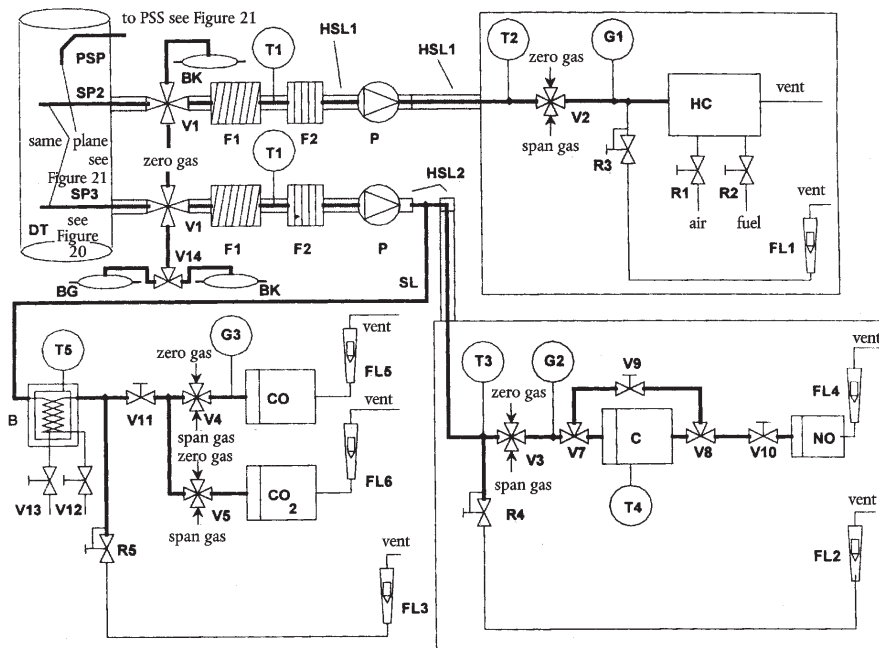 to PSS see Figure 21
PSP
SP2
same plane
see
Figure 21
SP3
see
Figure
20
DT
BK
V1
zero gas
V1
V14
BG
BK
T1
F1
F2
HSL1
HSL1
P
T1
F1
F2
P
HSL2
SL
T2
zero gas
V2
span gas
G1
R3
HC
vent
R1
R2
air
fuel
vent
FL1
T5
B
V13
V12
V11
R5
zero gas
V4
span gas
zero gas
V5
span gas
G3
CO
CO2
vent
FL5
vent
FL6
vent
FL3
T3
zero gas
V3
span gas
R4
G2
V7
V9
C
T4
V8
V10
NO
vent
FL4
vent
FL2